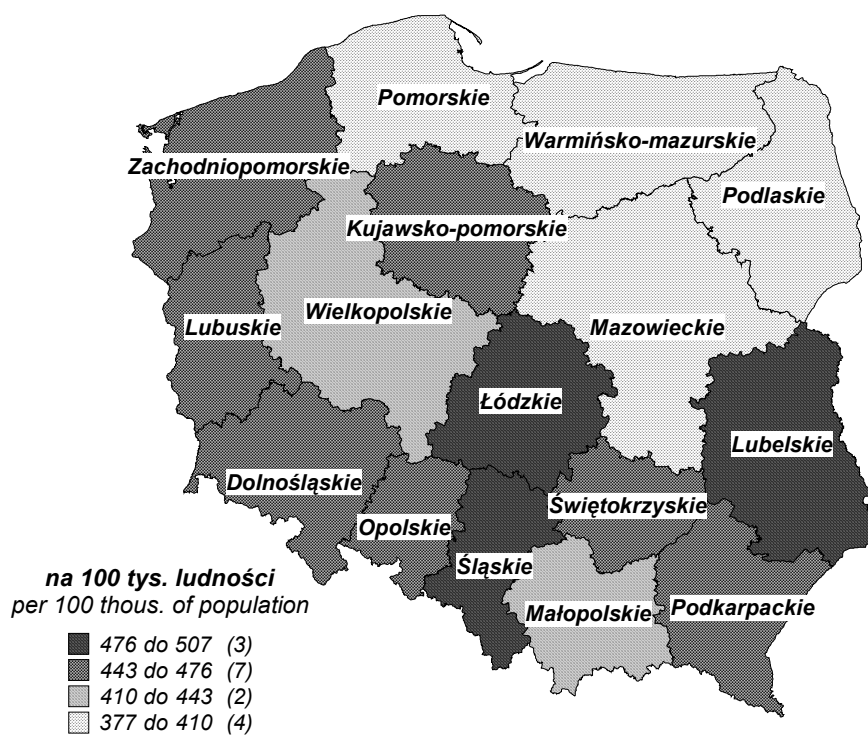 Pomorskie
Warmińsko-mazurskie
Zachodniopomorskie
Podlaskie
Kujawsko-pomorskie
Wielkopolskie
Lubuskie
Mazowieckie
Łódzkie
Lubelskie
Dolnośląskie
Świętokrzyskie
Opolskie
Śląskie
Małopolskie
Podkarpackie
na 100 tys. ludności
per 100 thous. of population
476 do 507 (3)
443 do 476 (7)
410 do 443 (2)
377 do 410 (4)